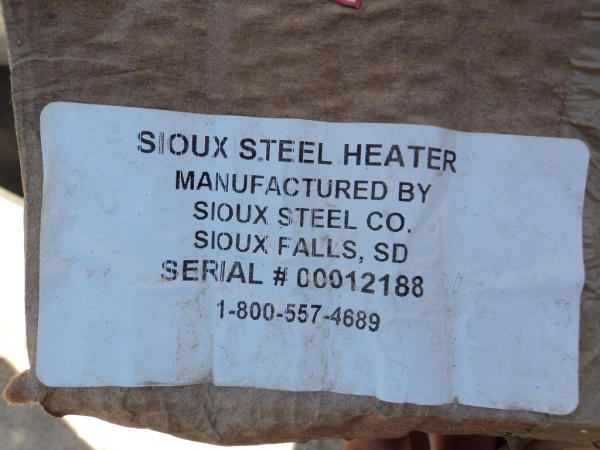 SIOUX STEEL HEATER
MANUFACTURED BY
SIOUX STEEL CO.
SIOUX FALLS, SD
SERIAL # 00012188
1-800-557-4689